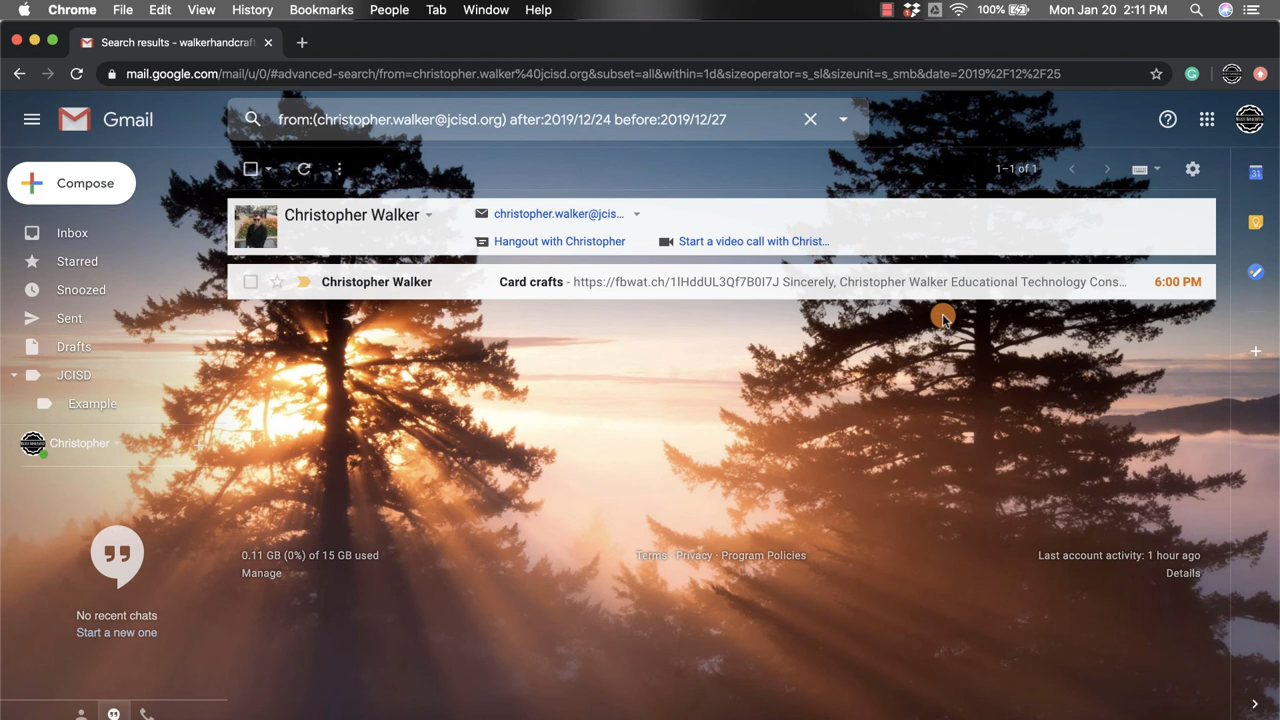 Chrome File Edit View History Bookmarks People Tab Window Help 100% Mon Jan 20 2:11 PM
Search results - walkerhandcraf
mail.google.com/mail/u/0/#advanced-search/from=christopher.walker%40jcisd.org&subset=all&within=1d&sizeoperator=s_sl&sizeunit=s_smb&date=2019%2F12%2F25
Gmail
from:(christopher.walker@jcisd.org) after:2019/12/24 before:2019/12/27
Compose
1–1 of 1
31
Christopher Walker
christopher.walker@jcis...
Hangout with Christopher Start a video call with Christ...
Christopher Walker Card crafts - https://fbwat.ch/1lHddUL3Qf7B0I7J Sincerely, Christopher Walker Educational Technology Cons... 6:00 PM
Inbox
Starred
Snoozed
Sent
Drafts
JCISD
Example
Christopher
0.11 GB (0%) of 15 GB used
Manage
Terms · Privacy · Program Policies
Last account activity: 1 hour ago
Details
No recent chats
Start a new one